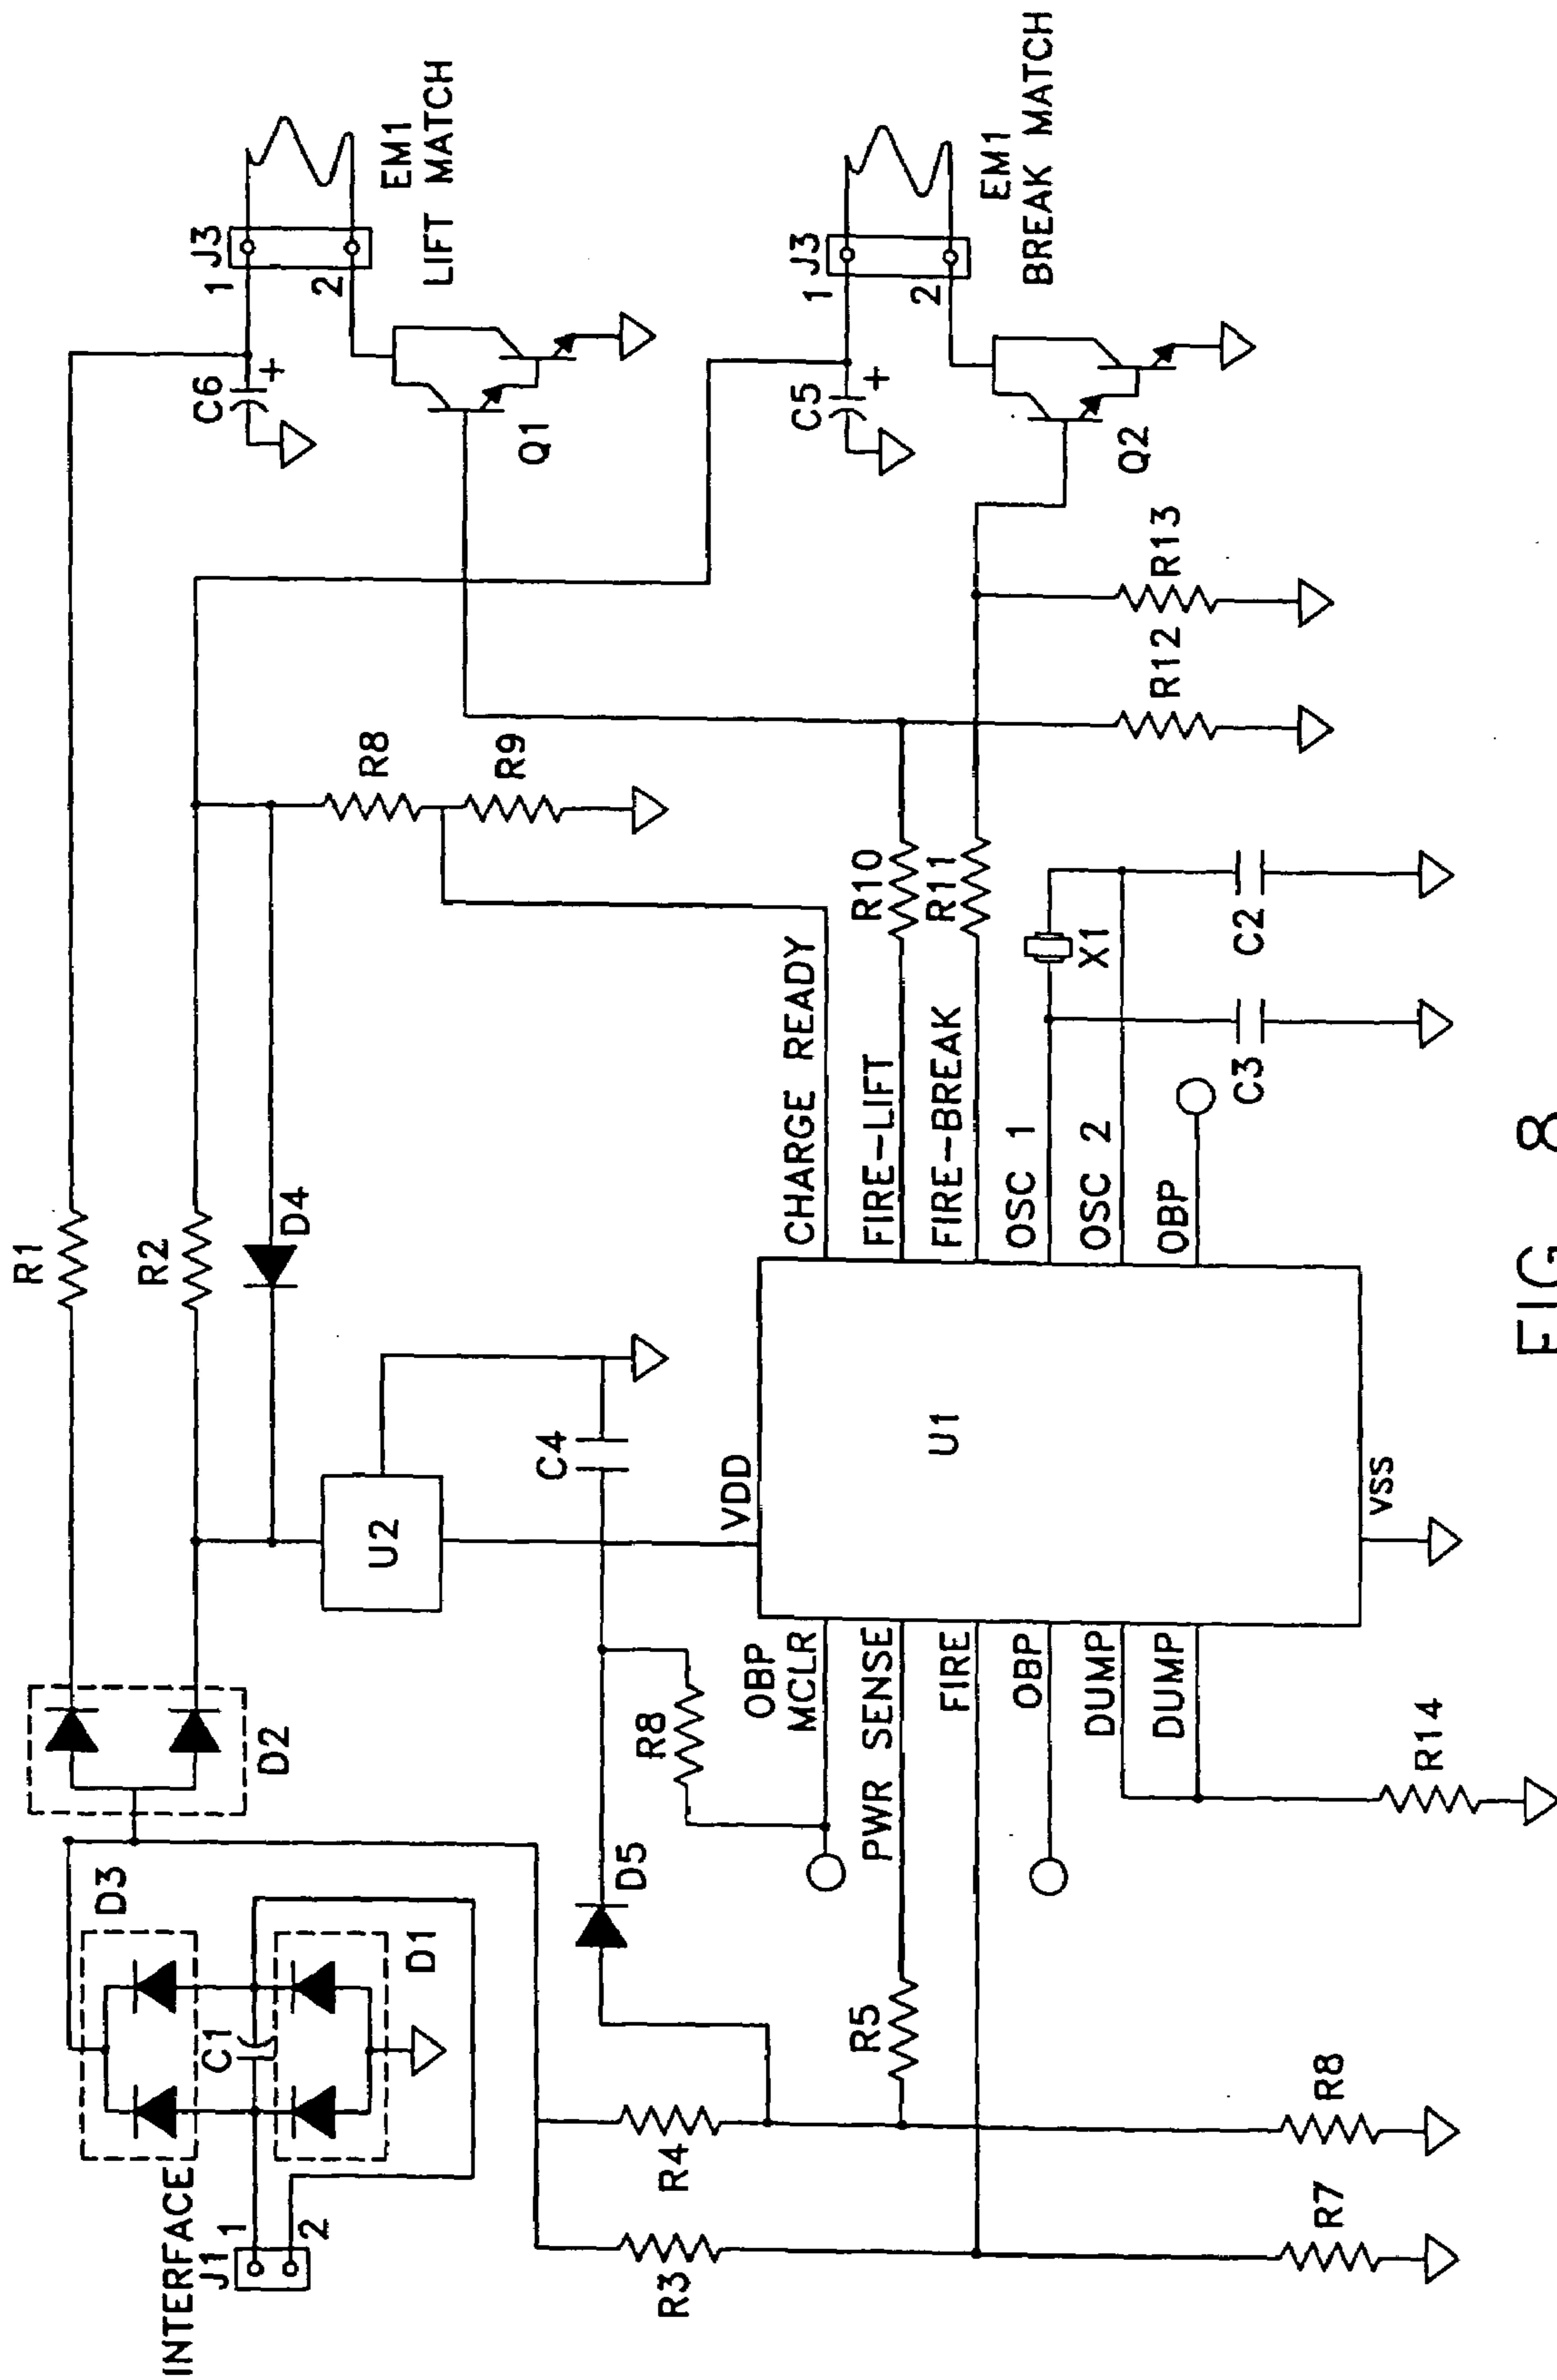 INTERFACE
J1
1
2
D3
C1
D1
D2
R1
R2
D4
U2
C4
D5
R8
R3
R4
R5
R7
R8
R14
OBP
MCLR
PWR SENSE
FIRE
OBP
DUMP
DUMP
VDD
U1
VSS
CHARGE READY
FIRE-LIFT
FIRE-BREAK
OSC 1
OSC 2
OBP
R8
R9
R10
R11
X1
C3
C2
R12
R13
C6
+
J3
1
2
EM1
LIFT MATCH
Q1
C5
+
J3
1
2
EM1
BREAK MATCH
Q2
FIG. 8